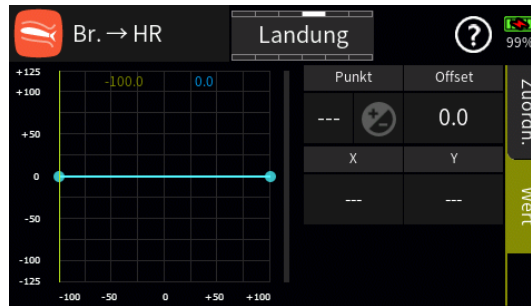 Br. → HR
Landung
?
99%
+125
+100
+50
0
-50
-100
-125
-100.0
0.0
-100 -50 0 +50 +100
Punkt Offset
--- 0.0
X Y
--- ---
Zuordn.
Wert